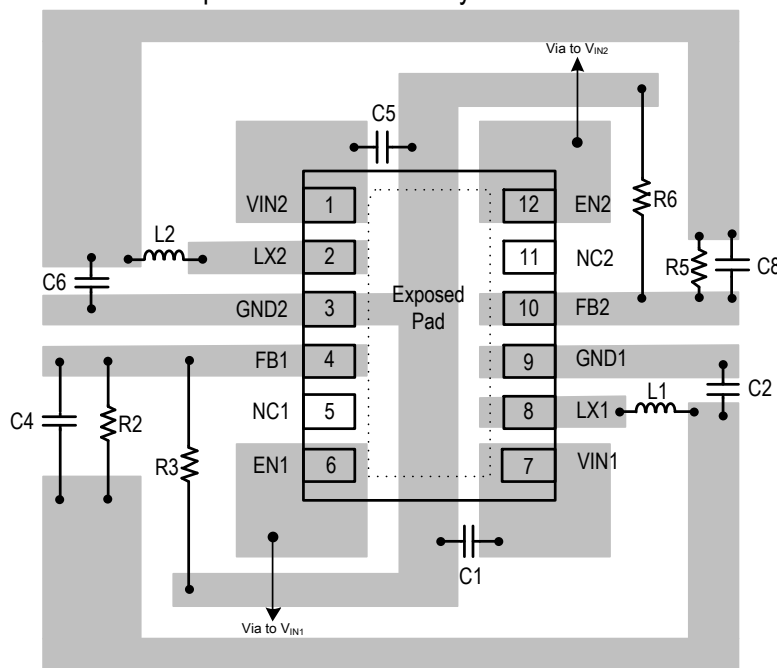 Via to VIN2
C5
VIN2 1 12 EN2
R6
L2
LX2 2 11 NC2
R5 C8
C6
GND2 3 Exposed Pad 10 FB2
FB1 4 9 GND1
L1
C2
C4 R2 NC1 5 8 LX1
R3 EN1 6 7 VIN1
C1
Via to VIN1